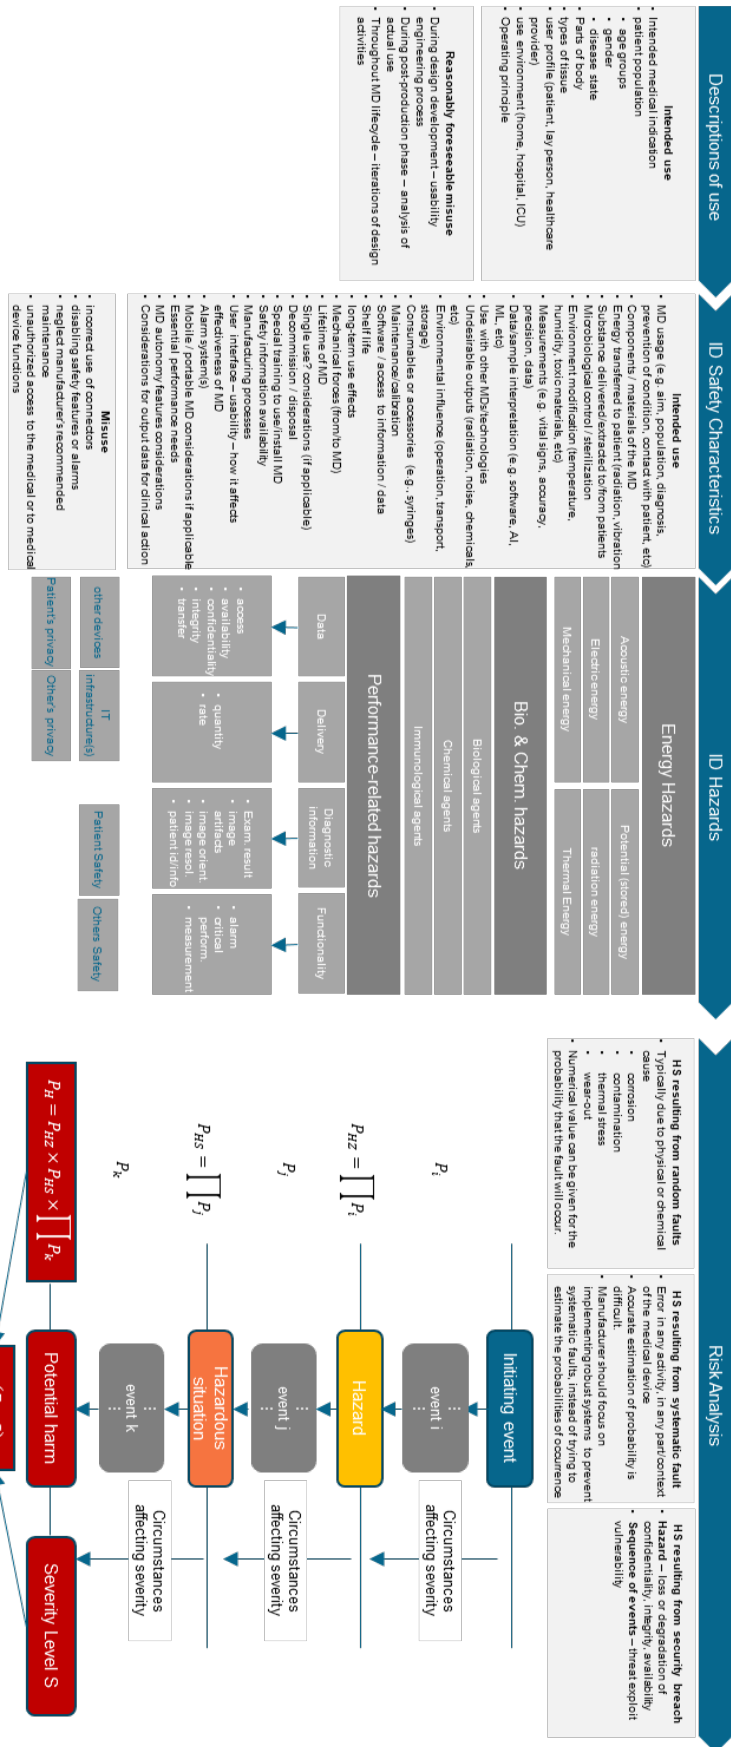 Descriptions of use
Intended use
• Intended medical indication
• patient population
• age groups
• gender
• disease state
• Parts of body
• types of tissue
• user profile (patient, lay person, healthcare
provider)
• use environment (home, hospital, ICU)
• Operating principle
Reasonably foreseeable misuse
• During design development – usability
engineering process
• During post-production phase – analysis of
actual use
• Throughout MD lifecycle – iterations of design
activities
ID Safety Characteristics
Intended use
• MD usage (e.g. aim, population, diagnosis,
prevention of condition, contact with patient, etc)
• Components / materials of the MD
• Energy transferred to patient (radiation, vibration
• Substance delivered/extracted to/from patients
• Microbiological control / sterilization
• Environment modification (temperature,
humidity, toxic materials, etc)
• Measurements (e.g. vital signs, accuracy,
precision, data)
• Data/sample interpretation (e.g. software, AI,
ML, etc)
• Use with other MDs/technologies
• Undesirable outputs (radiation, noise, chemicals,
etc)
• Environmental influence (operation, transport,
storage)
• Consumables or accessories (e.g., syringes)
• Maintenance/calibration
• Software / access to information / data
• Shelf life
• long-term use effects
• Mechanical forces (from/to MD)
• Lifetime of MD
• Single use? considerations (if applicable)
• Decommission / disposal
• Special training to use/install MD
• Safety information availability
• Manufacturing processes
• User interface – usability – how it affects
effectiveness of MD
• Alarm system(s)
• Mobile / portable MD considerations if applicable
• Essential performance needs
• MD autonomy features considerations
• Considerations for output data for clinical action
Misuse
• incorrect use of connectors
• disabling safety features or alarms
• neglect manufacturer's recommended
maintenance
• unauthorized access to the medical or to medical
device functions
ID Hazards
Energy Hazards
Acoustic energy
Potential (stored) energy
Electric energy
radiation energy
Mechanical energy
Thermal Energy
Bio. & Chem. hazards
Biological agents
Chemical agents
Immunological agents
Performance-related hazards
Data
Delivery
Diagnostic
information
Functionality
• access
• availability
• confidentiality
• integrity
• transfer
• quantity
• rate
• Exam. result
• image
artifacts
• image orient.
• image resol.
• patient id/info
• alarm
• critical
perform.
• measurement
other devices
IT
infrastructure(s)
Patient Safety
Others Safety
Patient's privacy
Other's privacy
Risk Analysis
HS resulting from random faults
• Typically due to physical or chemical
cause
• corrosion
• contamination
• thermal stress
• wear-out
• Numerical value can be given for the
probability that the fault will occur.
HS resulting from systematic fault
• Error in any activity, in any part/context
of the medical device
• Accurate estimation of probability is
difficult.
• Manufacturer should focus on
implementing robust systems to prevent
systematic faults, instead of trying to
estimate the probabilities of occurrence
HS resulting from security breach
• Hazard – loss or degradation of
confidentiality, integrity, availability
• Sequence of events – threat exploit
vulnerability
Initiating event
P_i
⋮ event i ⋮
Circumstances
affecting severity
P_HZ = ∏ P_i
Hazard
P_j
⋮ event j ⋮
Circumstances
affecting severity
P_HS = ∏ P_j
Hazardous
situation
P_k
⋮ event k ⋮
Circumstances
affecting severity
P_H = P_HZ × P_HS × ∏ P_k
Potential harm
Severity Level S